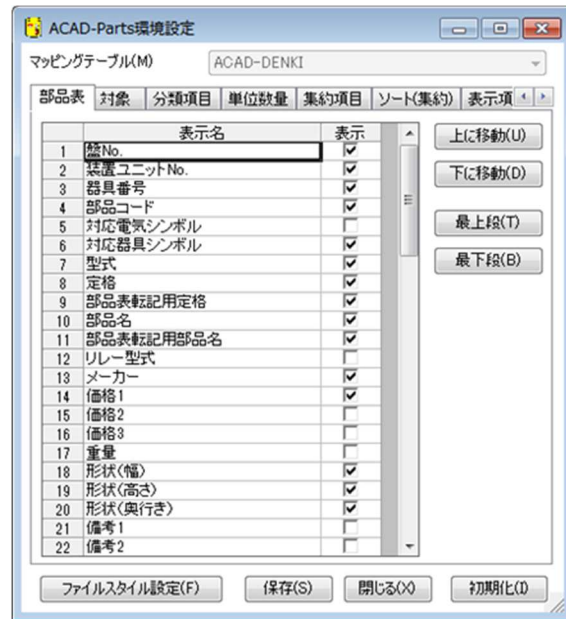 ACAD-Parts環境設定
マッピングテーブル(M) ACAD-DENKI
部品表 対象 分類項目 単位数量 集約項目 ソート(集約) 表示項
表示名 表示
1 盤No.
2 装置ユニットNo.
3 器具番号
4 部品コード
5 対応電気シンボル
6 対応器具シンボル
7 型式
8 定格
9 部品表転記用定格
10 部品名
11 部品表転記用部品名
12 リレー型式
13 メーカー
14 価格1
15 価格2
16 価格3
17 重量
18 形状(幅)
19 形状(高さ)
20 形状(奥行き)
21 備考1
22 備考2
上に移動(U)
下に移動(D)
最上段(T)
最下段(B)
ファイルスタイル設定(F) 保存(S) 閉じる(X) 初期化(I)